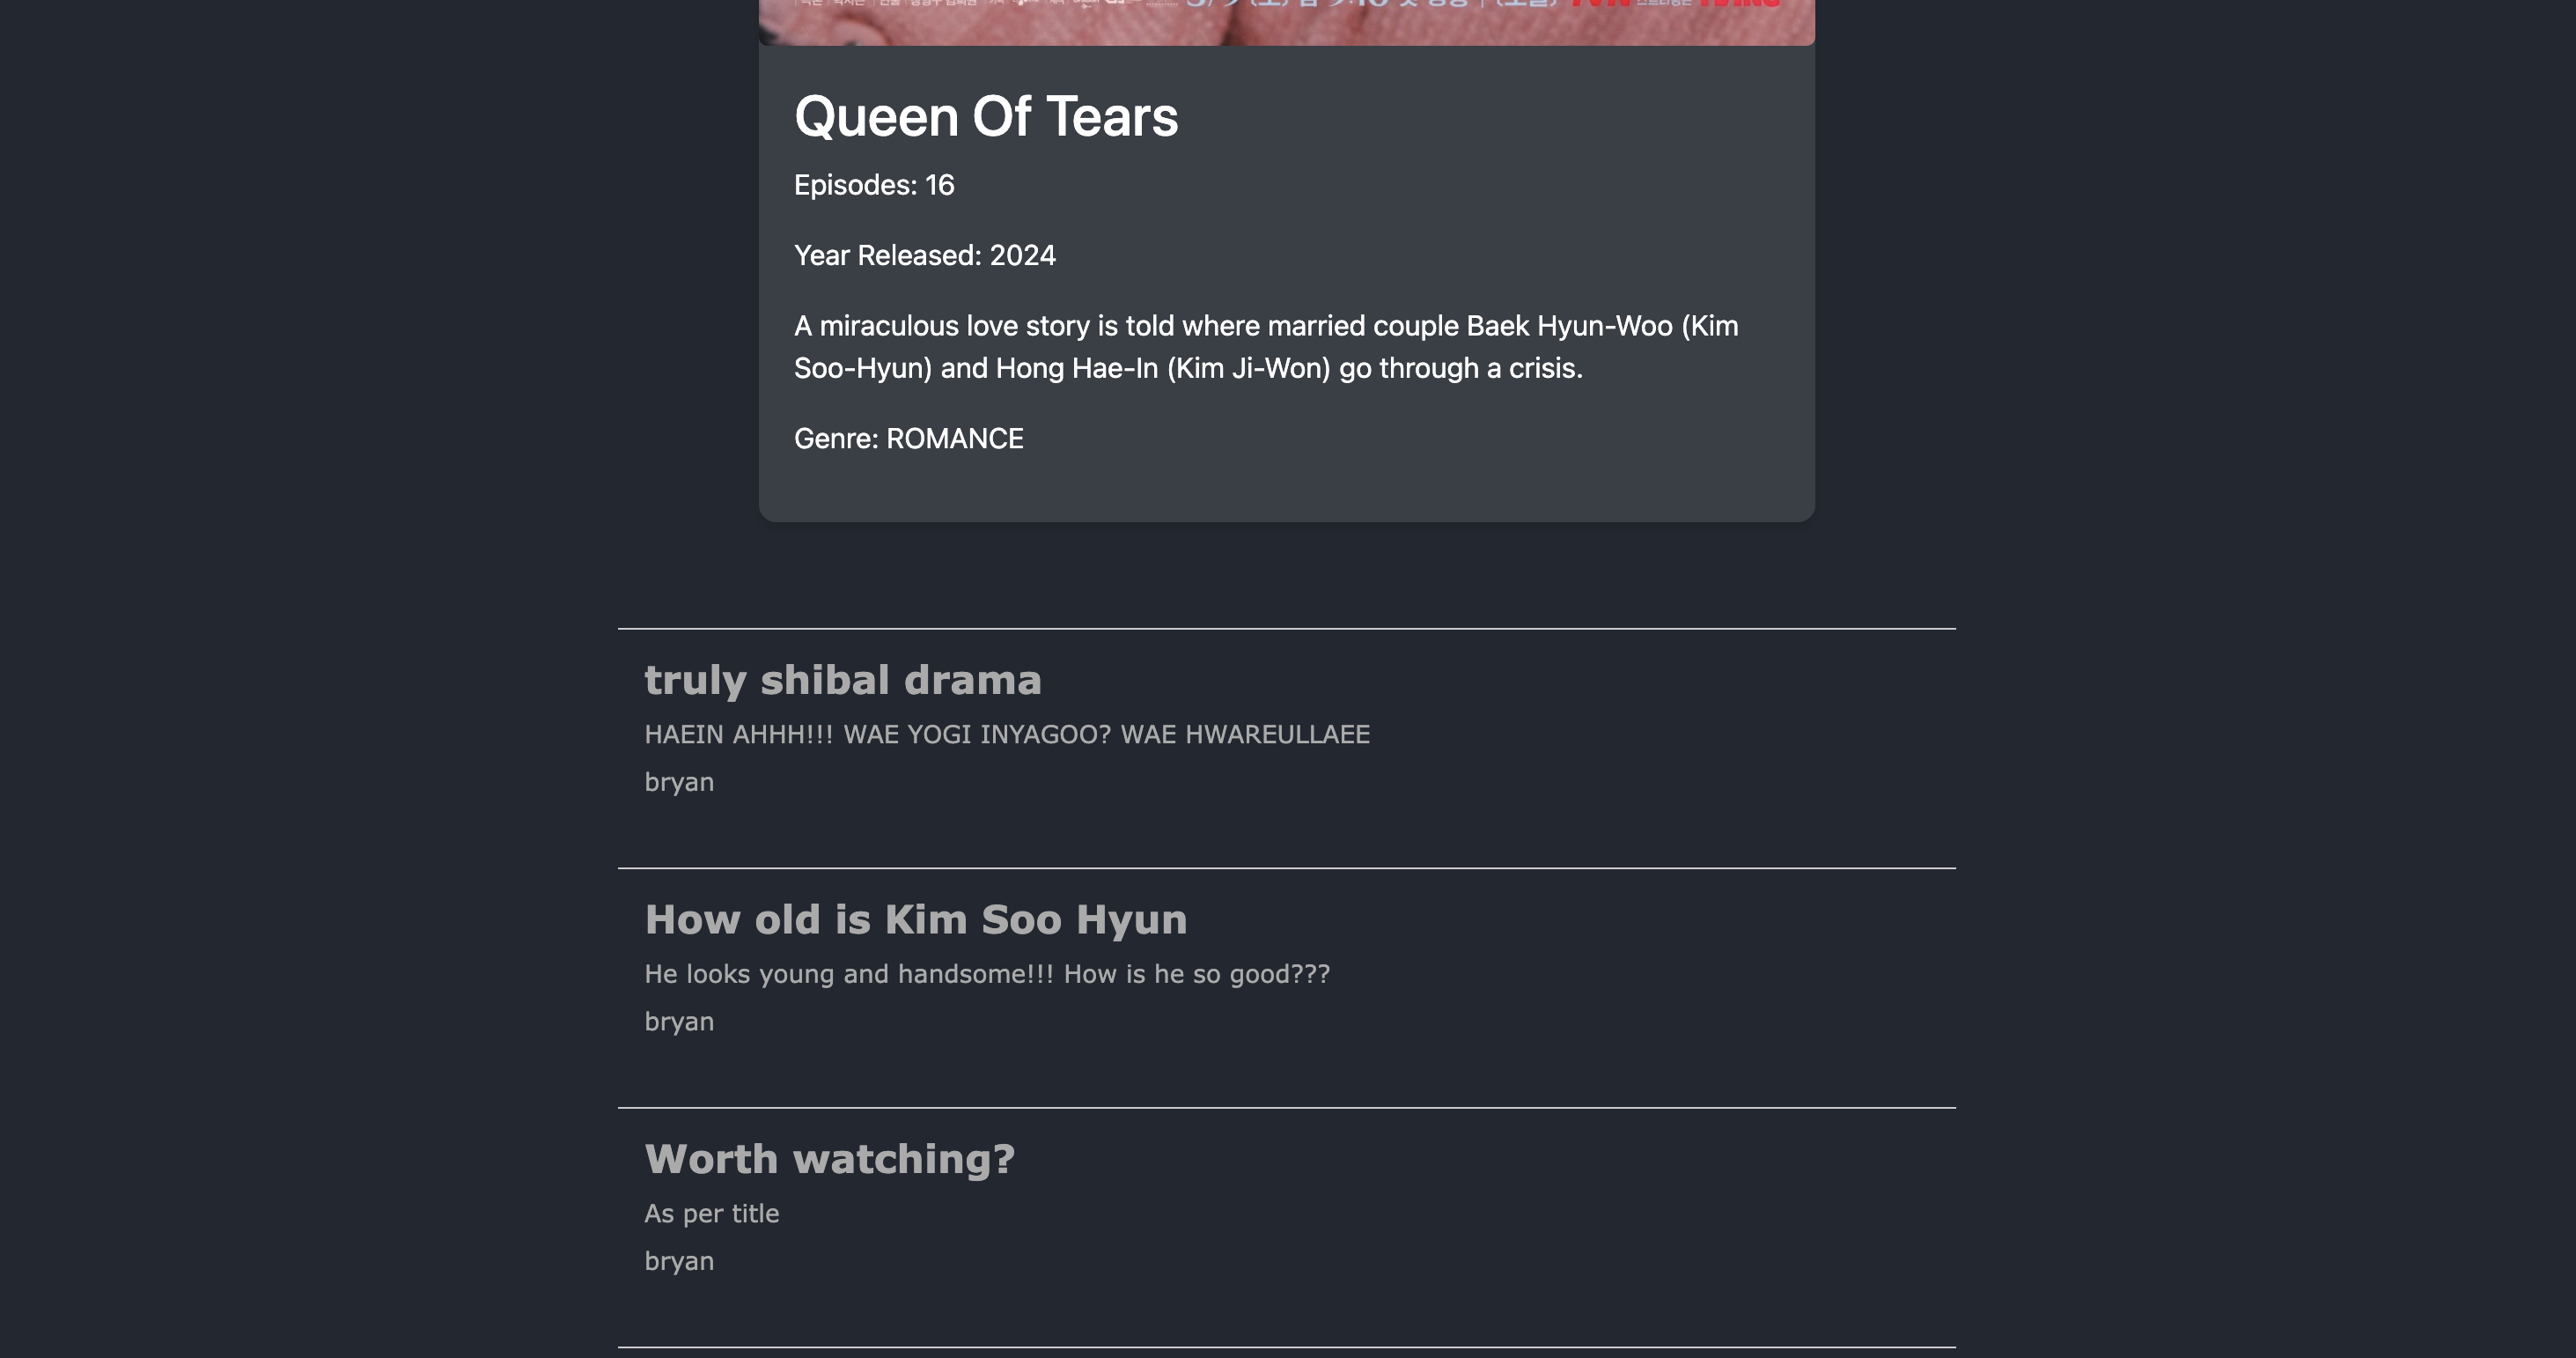 Queen Of Tears
Episodes: 16
Year Released: 2024
A miraculous love story is told where married couple Baek Hyun-Woo (Kim
Soo-Hyun) and Hong Hae-In (Kim Ji-Won) go through a crisis.
Genre: ROMANCE
truly shibal drama
HAEIN AHHH!!! WAE YOGI INYAGOO? WAE HWAREULLAEE
bryan
How old is Kim Soo Hyun
He looks young and handsome!!! How is he so good???
bryan
Worth watching?
As per title
bryan